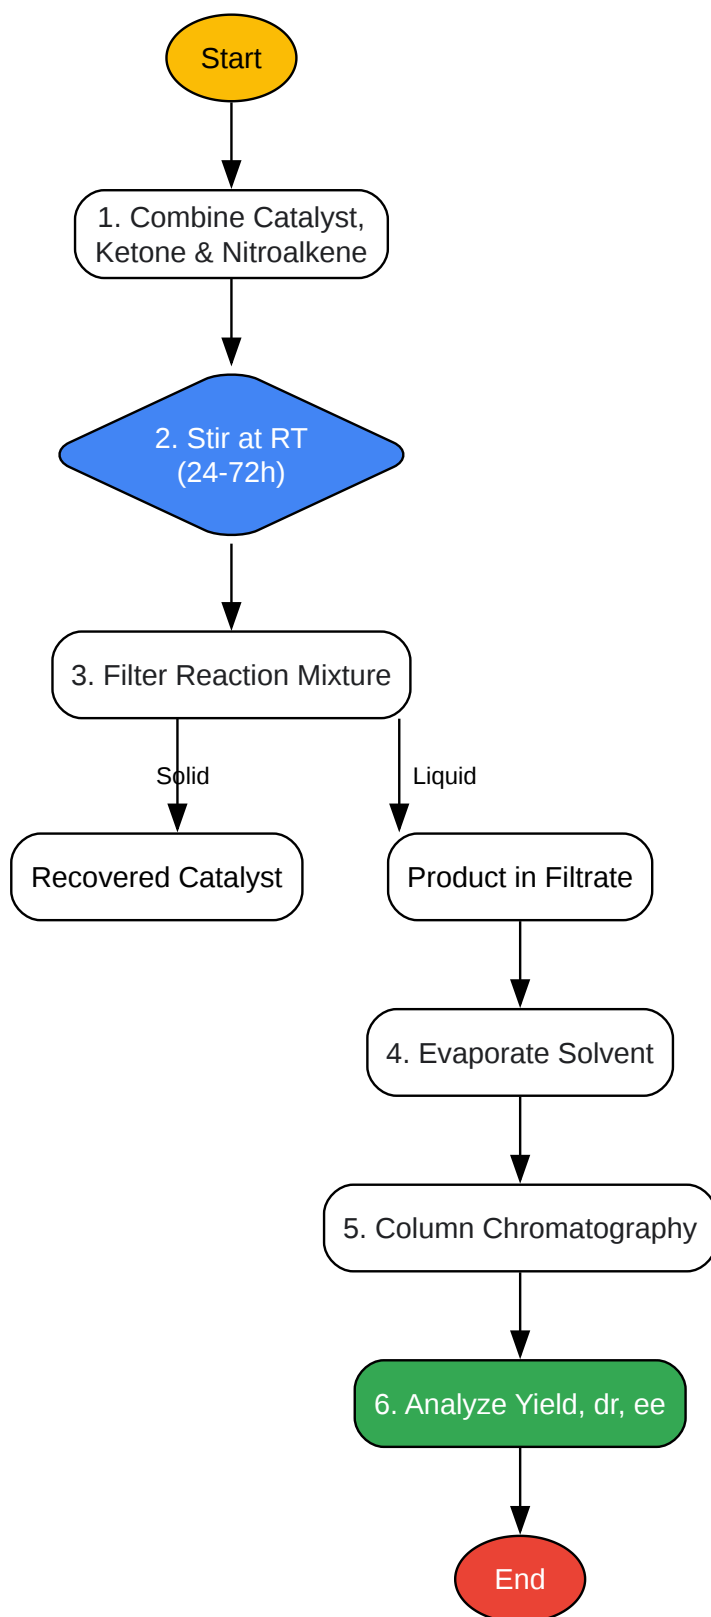 Start
1. Combine Catalyst,
Ketone & Nitroalkene
2. Stir at RT
(24-72h)
3. Filter Reaction Mixture
Solid
Liquid
Recovered Catalyst
Product in Filtrate
4. Evaporate Solvent
5. Column Chromatography
6. Analyze Yield, dr, ee
End